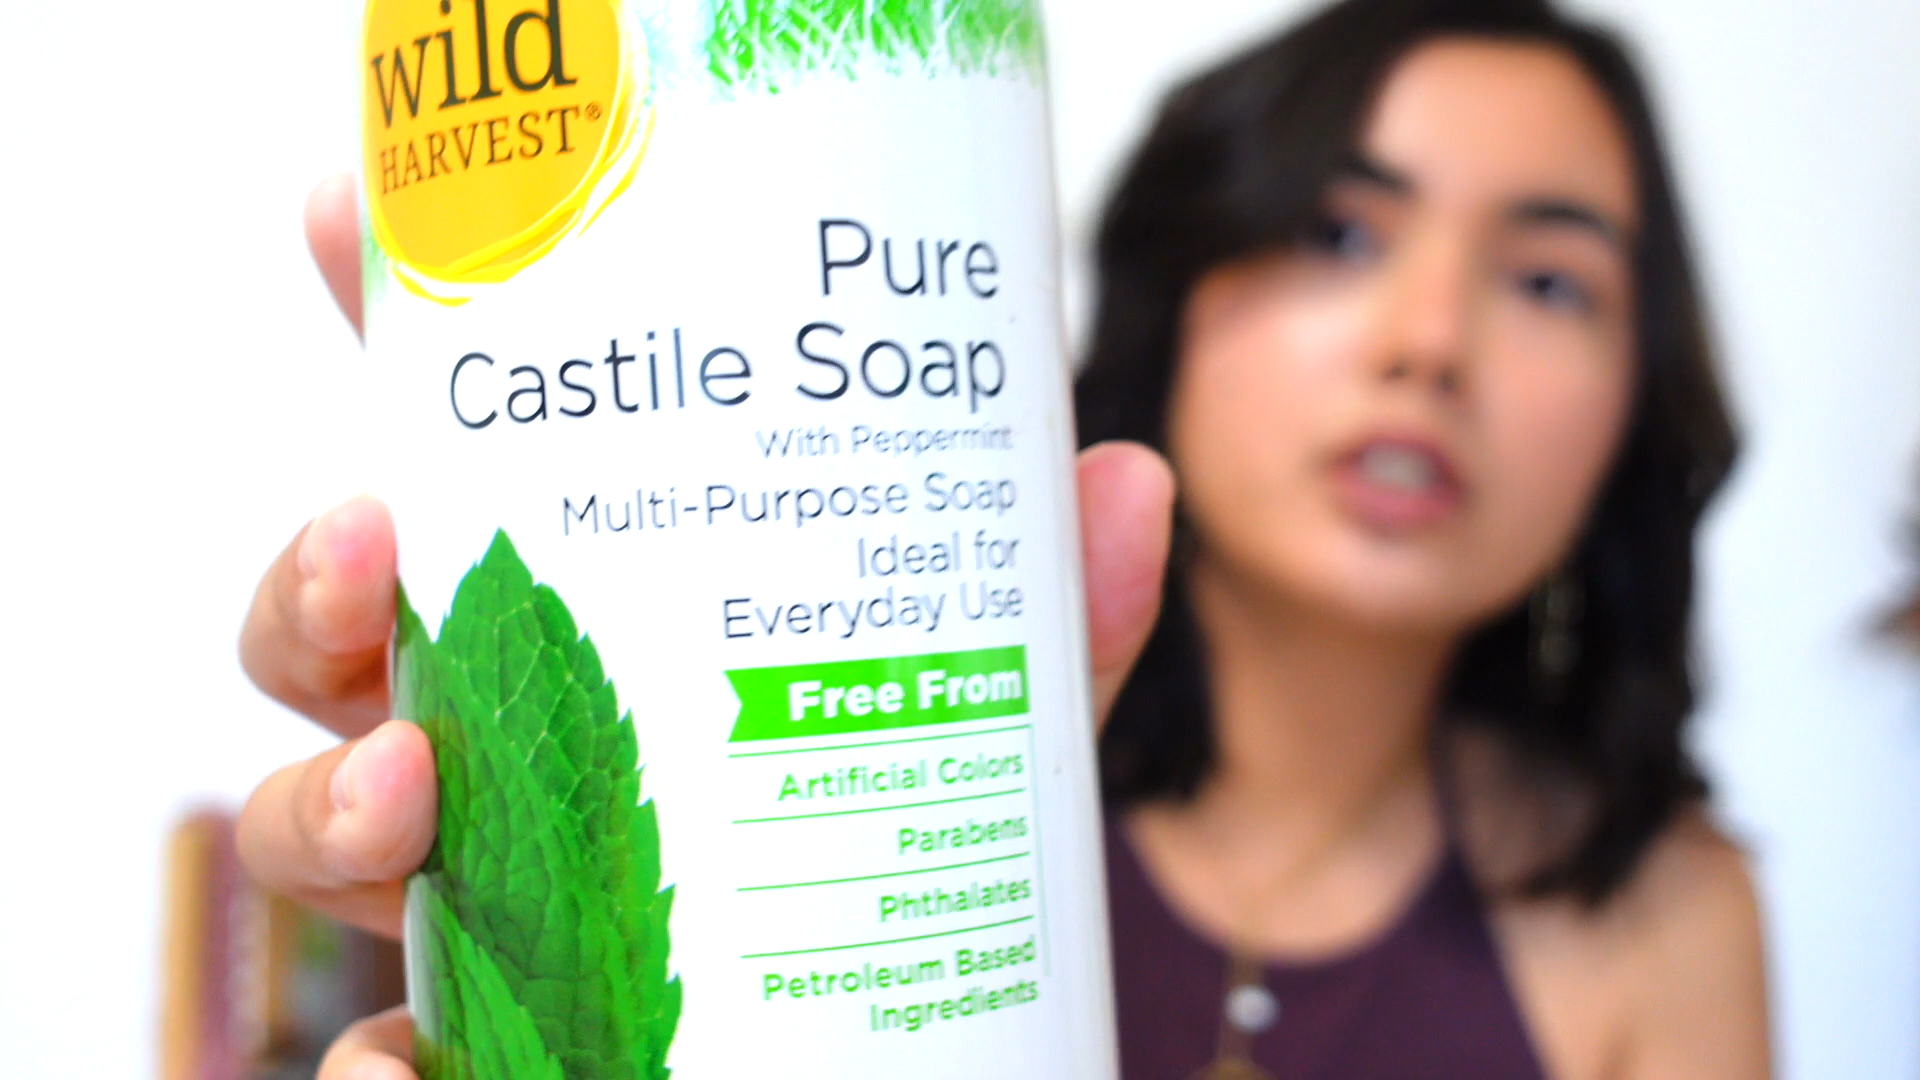 wild
HARVEST®
Pure
Castile Soap
With Peppermint
Multi-Purpose Soap
Ideal for
Everyday Use
Free From
Artificial Colors
Parabens
Phthalates
Petroleum Based
Ingredients